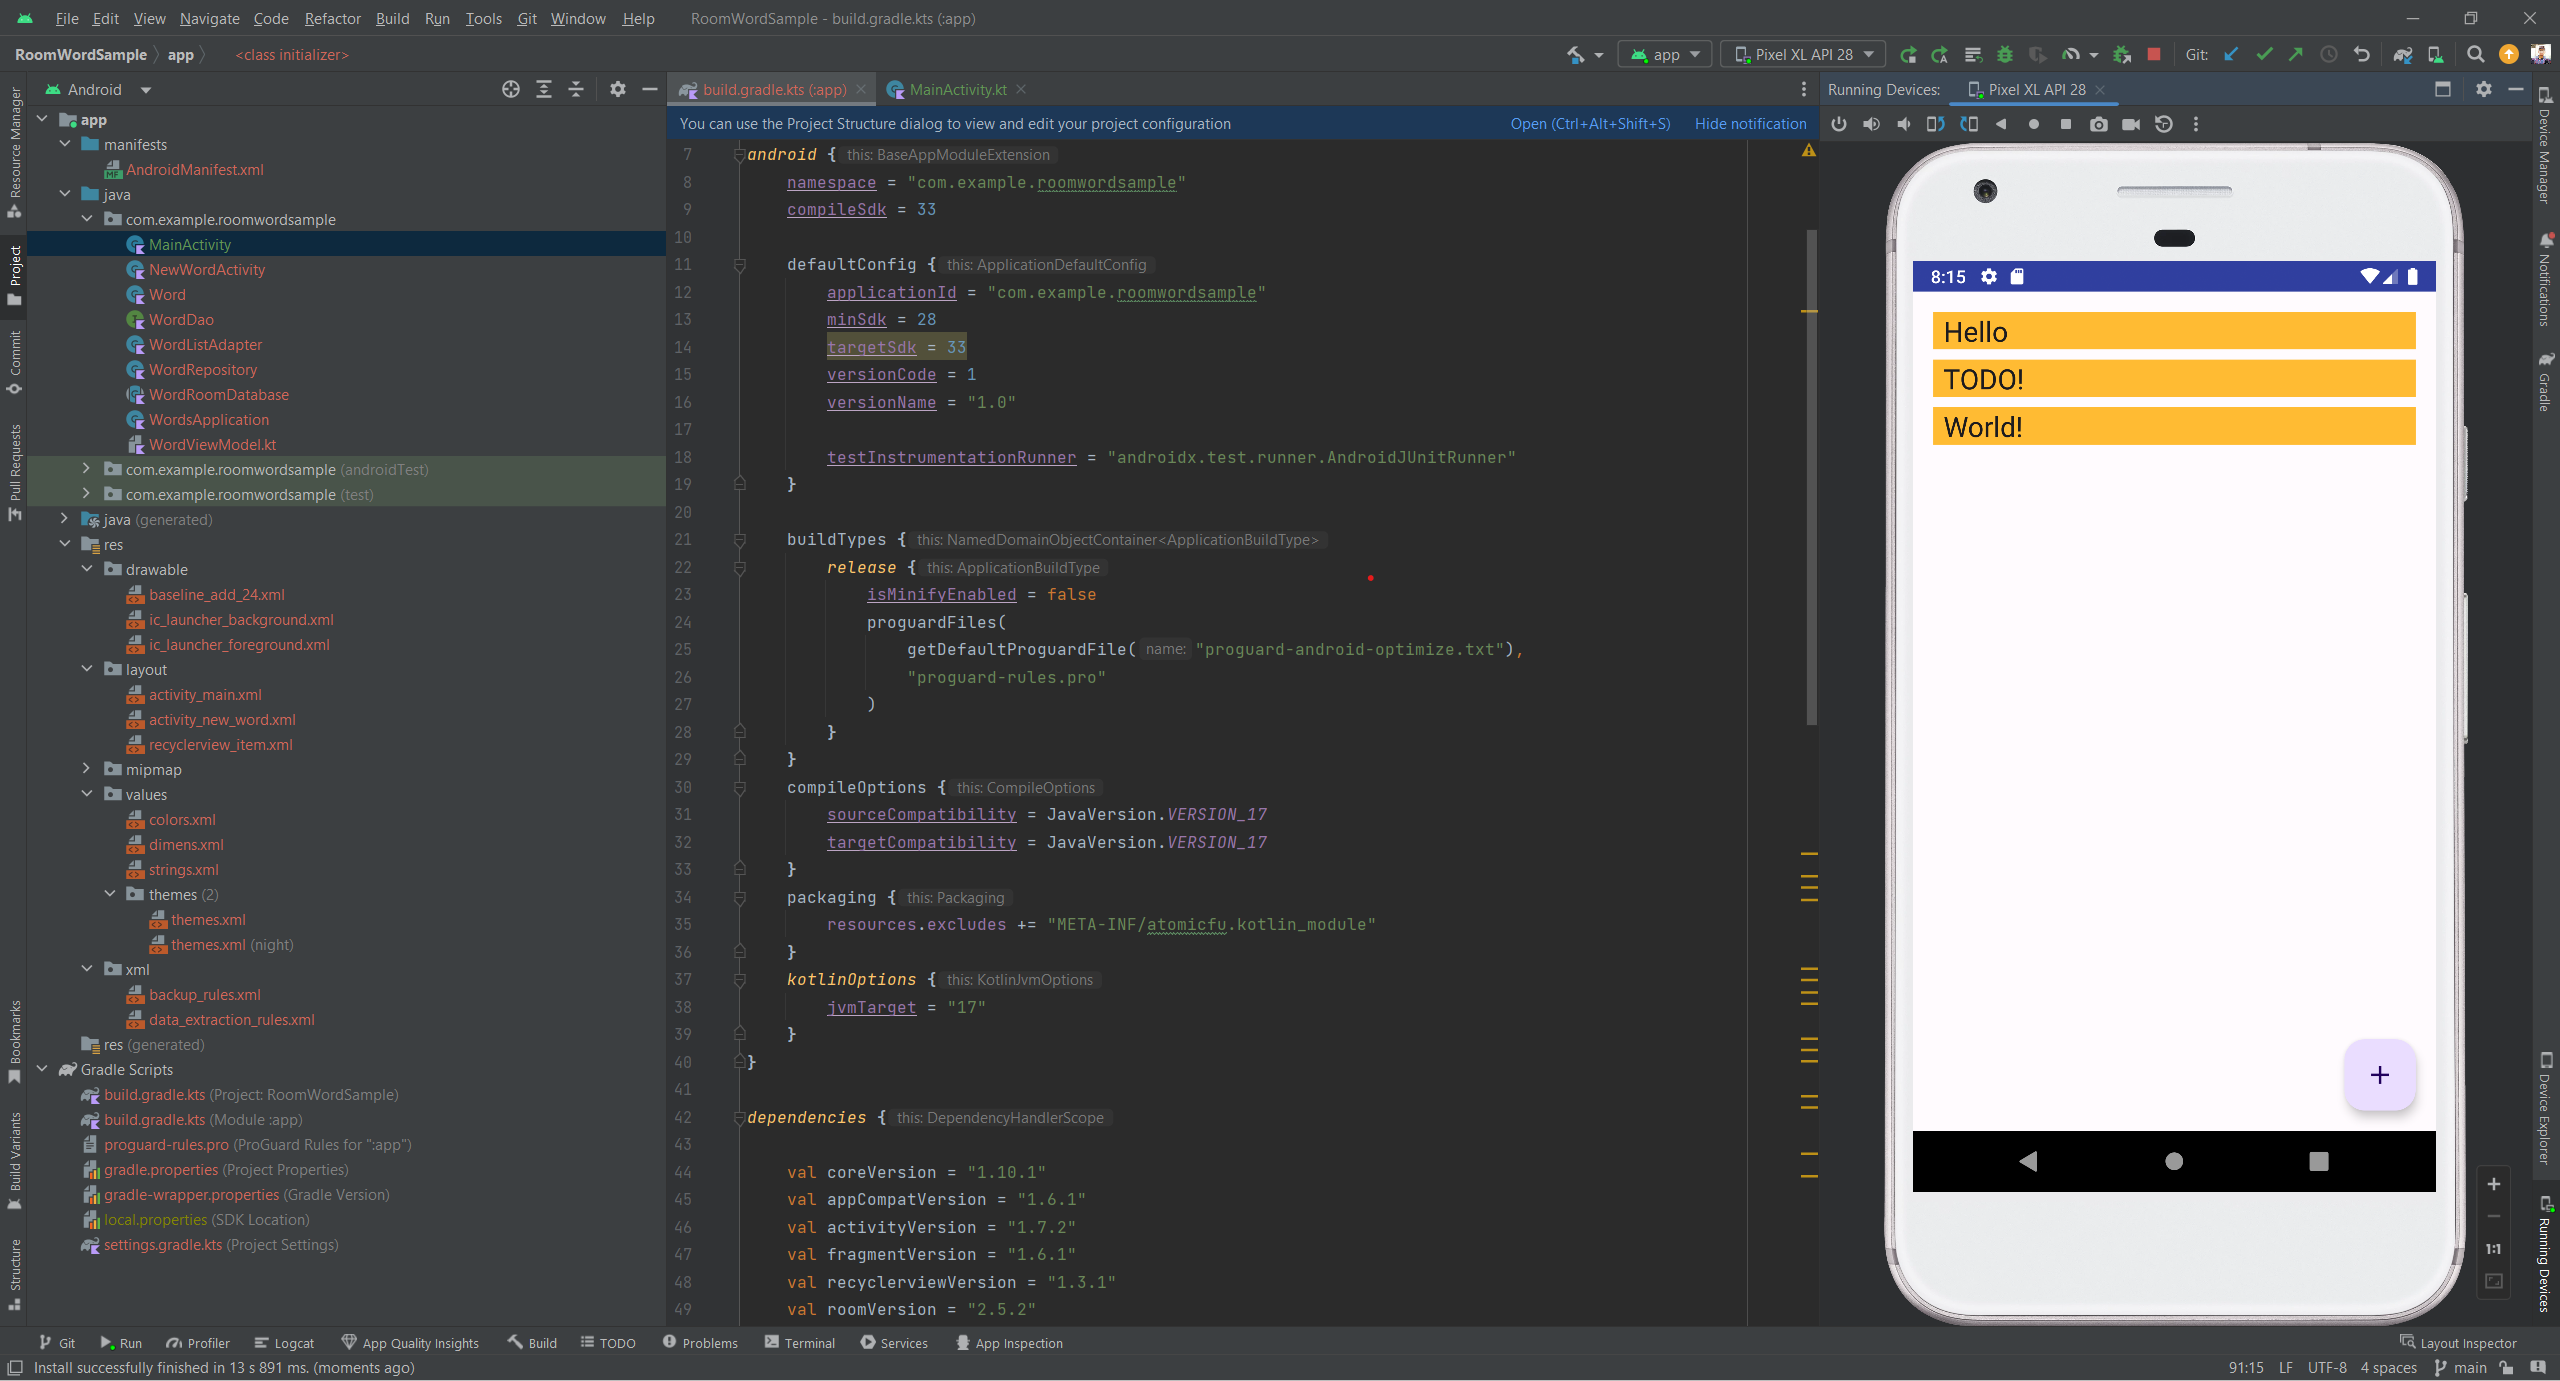 File Edit View Navigate Code Refactor Build Run Tools Git Window Help RoomWordSample - build.gradle.kts (:app)
RoomWordSample app <class initializer> app Pixel XL API 28 Git:
Android
build.gradle.kts (:app) MainActivity.kt
Running Devices: Pixel XL API 28
You can use the Project Structure dialog to view and edit your project configuration Open (Ctrl+Alt+Shift+S) Hide notification
Resource Manager
Project
Commit
Pull Requests
Bookmarks
Build Variants
Structure
app
manifests
AndroidManifest.xml
java
com.example.roomwordsample
MainActivity
NewWordActivity
Word
WordDao
WordListAdapter
WordRepository
WordRoomDatabase
WordsApplication
WordViewModel.kt
com.example.roomwordsample (androidTest)
com.example.roomwordsample (test)
java (generated)
res
drawable
baseline_add_24.xml
ic_launcher_background.xml
ic_launcher_foreground.xml
layout
activity_main.xml
activity_new_word.xml
recyclerview_item.xml
mipmap
values
colors.xml
dimens.xml
strings.xml
themes (2)
themes.xml
themes.xml (night)
xml
backup_rules.xml
data_extraction_rules.xml
res (generated)
Gradle Scripts
build.gradle.kts (Project: RoomWordSample)
build.gradle.kts (Module :app)
proguard-rules.pro (ProGuard Rules for ":app")
gradle.properties (Project Properties)
gradle-wrapper.properties (Gradle Version)
local.properties (SDK Location)
settings.gradle.kts (Project Settings)
7 android { this: BaseAppModuleExtension
8 namespace = "com.example.roomwordsample"
9 compileSdk = 33
10
11 defaultConfig { this: ApplicationDefaultConfig
12 applicationId = "com.example.roomwordsample"
13 minSdk = 28
14 targetSdk = 33
15 versionCode = 1
16 versionName = "1.0"
17
18 testInstrumentationRunner = "androidx.test.runner.AndroidJUnitRunner"
19 }
20
21 buildTypes { this: NamedDomainObjectContainer<ApplicationBuildType>
22 release { this: ApplicationBuildType
23 isMinifyEnabled = false
24 proguardFiles(
25 getDefaultProguardFile( name: "proguard-android-optimize.txt"),
26 "proguard-rules.pro"
27 )
28 }
29 }
30 compileOptions { this: CompileOptions
31 sourceCompatibility = JavaVersion.VERSION_17
32 targetCompatibility = JavaVersion.VERSION_17
33 }
34 packaging { this: Packaging
35 resources.excludes += "META-INF/atomicfu.kotlin_module"
36 }
37 kotlinOptions { this: KotlinJvmOptions
38 jvmTarget = "17"
39 }
40 }
41
42 dependencies { this: DependencyHandlerScope
43
44 val coreVersion = "1.10.1"
45 val appCompatVersion = "1.6.1"
46 val activityVersion = "1.7.2"
47 val fragmentVersion = "1.6.1"
48 val recyclerviewVersion = "1.3.1"
49 val roomVersion = "2.5.2"
8:15
Hello
TODO!
World!
+
1:1
Device Manager
Notifications
Gradle
Device Explorer
Running Devices
Git Run Profiler Logcat App Quality Insights Build TODO Problems Terminal Services App Inspection Layout Inspector
Install successfully finished in 13 s 891 ms. (moments ago) 91:15 LF UTF-8 4 spaces main